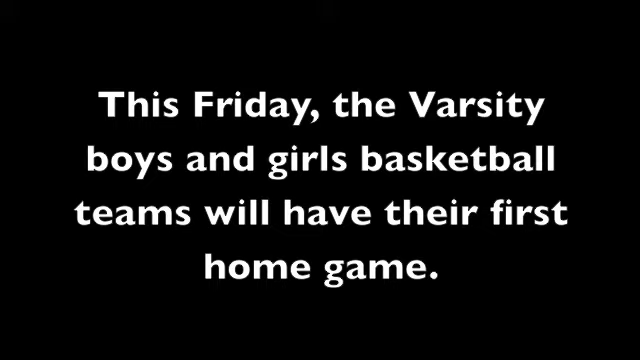 This Friday, the Varsity
boys and girls basketball
teams will have their first
home game.